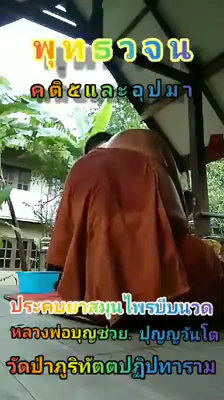 พุทธวจน
คติ๕และอุปมา
ประคบยาสมุนไพรบีบนวด
หลวงพ่อบุญช่วย. ปุญญวันโต
วัดป่าภูริทัตตปฏิปทาราม